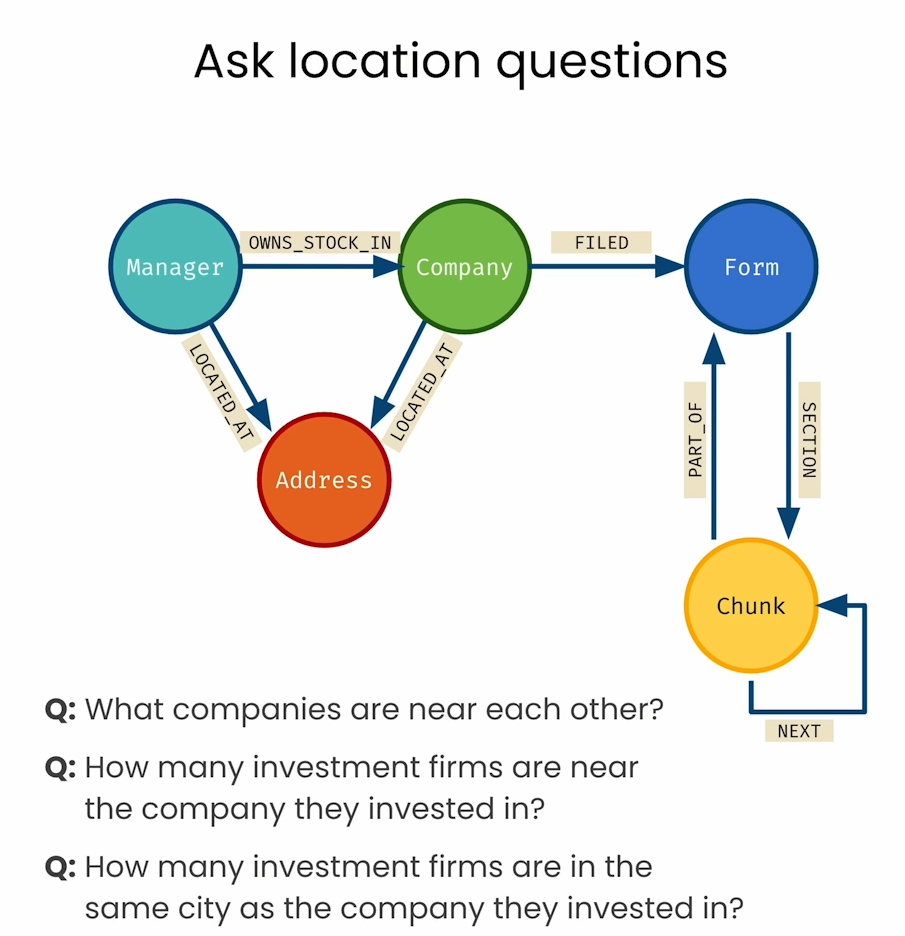 Ask location questions
OWNS_STOCK_IN
FILED
Manager
Company
Form
LOCATED_AT
LOCATED_AT
PART_OF
SECTION
Address
Chunk
NEXT
Q: What companies are near each other?
Q: How many investment firms are near
the company they invested in?
Q: How many investment firms are in the
same city as the company they invested in?